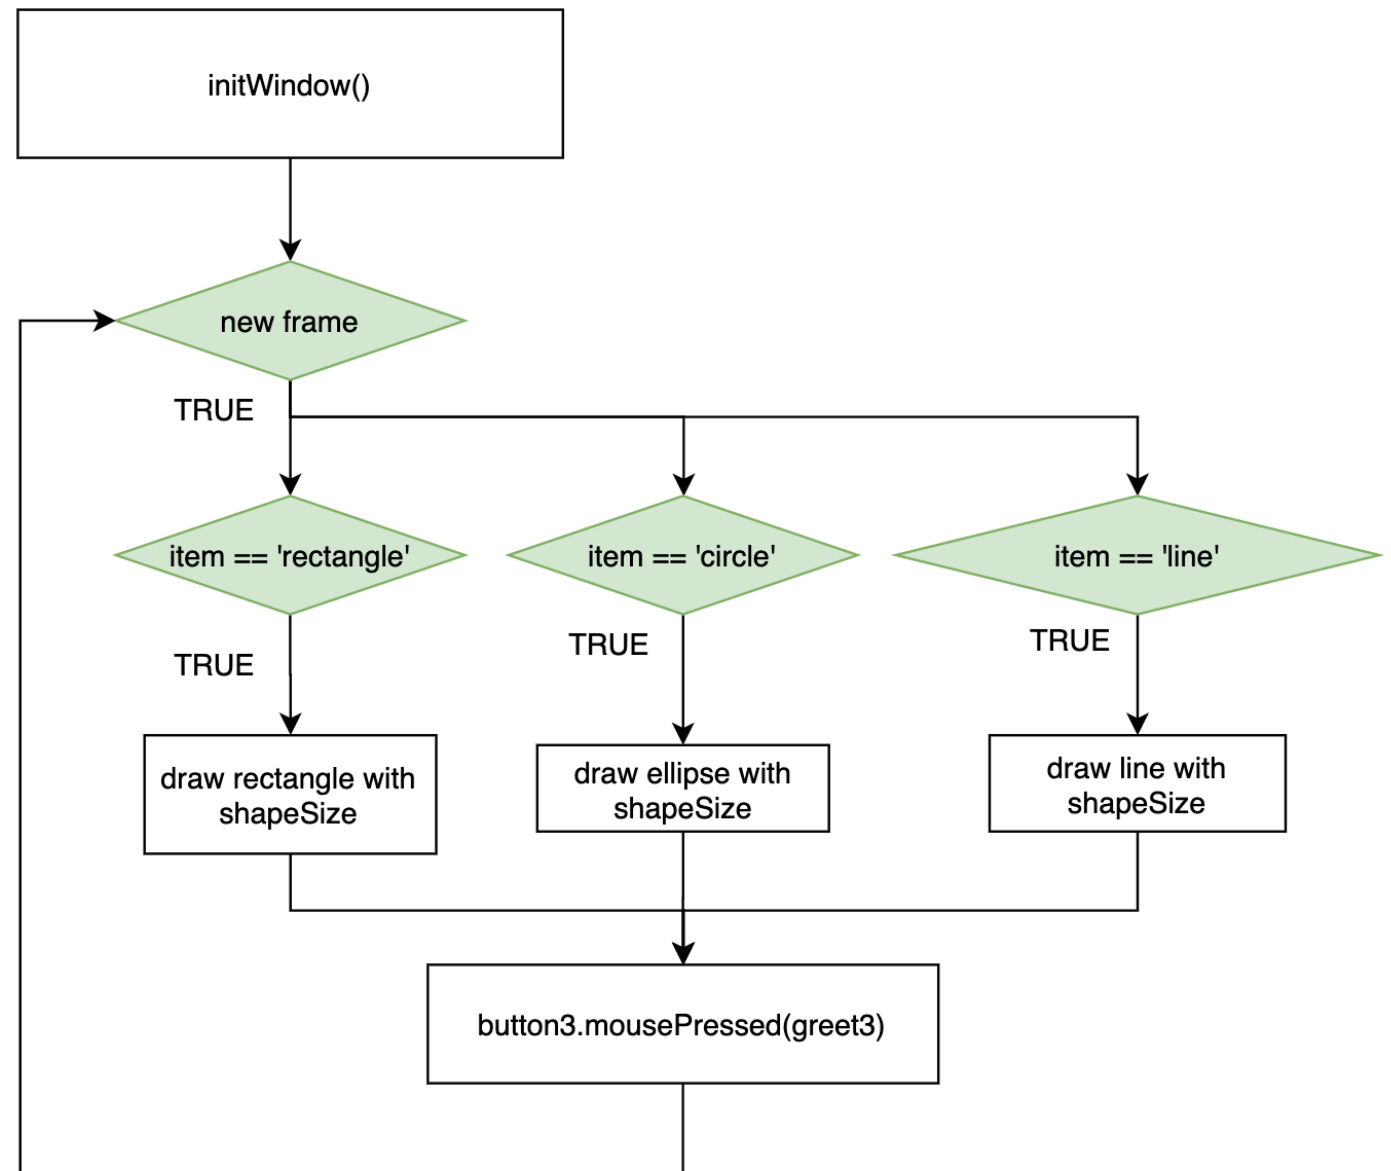 initWindow()
new frame
TRUE
item == 'rectangle'
item == 'circle'
item == 'line'
TRUE
TRUE
TRUE
draw rectangle with
shapeSize
draw ellipse with
shapeSize
draw line with
shapeSize
button3.mousePressed(greet3)